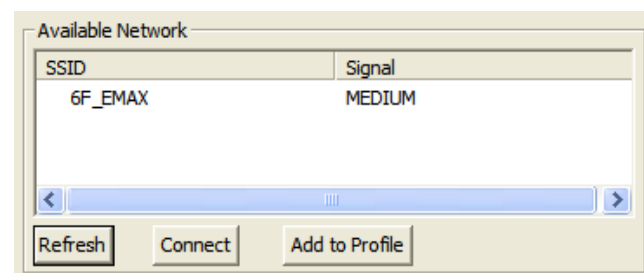 Available Network
SSID Signal
6F_EMAX MEDIUM
Refresh Connect Add to Profile